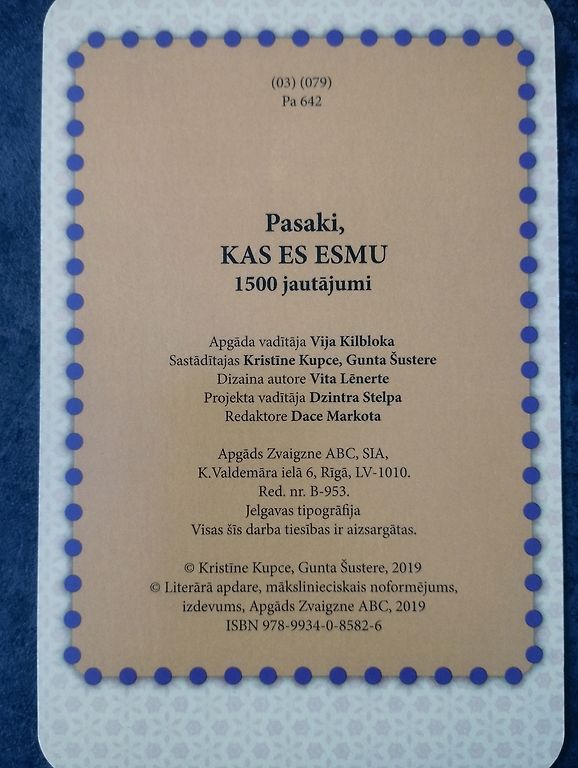 (03) (079)
Pa 642
Pasaki,
KAS ES ESMU
1500 jautājumi
Apgāda vadītāja Vija Kilbloka
Sastādītajas Kristīne Kupce, Gunta Šustere
Dizaina autore Vita Lēnerte
Projekta vadītāja Dzintra Stelpa
Redaktore Dace Markota
Apgāds Zvaigzne ABC, SIA,
K.Valdemāra ielā 6, Rīgā, LV-1010.
Red. nr. B-953.
Jelgavas tipogrāfija
Visas šīs darba tiesības ir aizsargātas.
© Kristīne Kupce, Gunta Šustere, 2019
© Literārā apdare, mākslinieciskais noformējums,
izdevums, Apgāds Zvaigzne ABC, 2019
ISBN 978-9934-0-8582-6